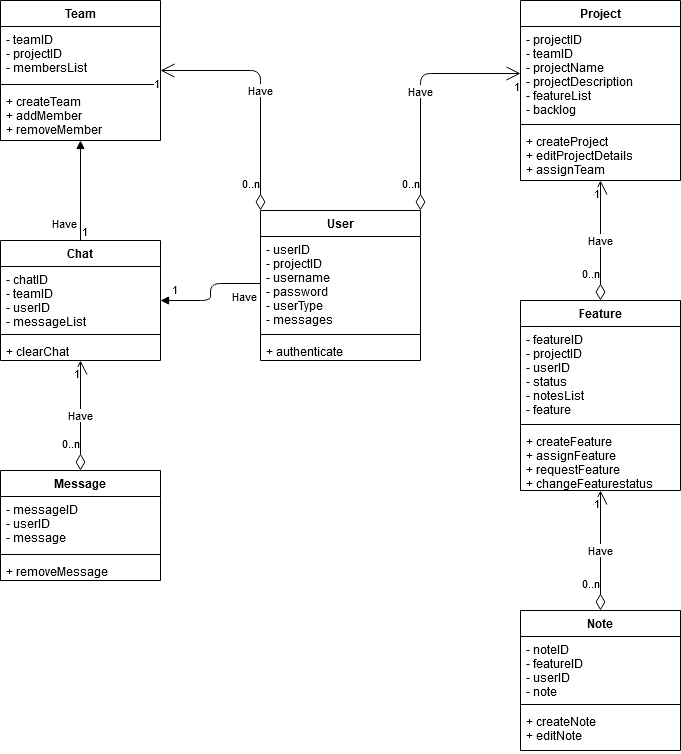 Team
- teamID
- projectID
- membersList
1
+ createTeam
+ addMember
+ removeMember
Have
0..n
Have
0..n
Project
- projectID
- teamID
- projectName
- projectDescription
- featureList
- backlog
1
+ createProject
+ editProjectDetails
+ assignTeam
1
Have
0..n
Have
1
Chat
- chatID
- teamID
- userID
- messageList
+ clearChat
1
Have
User
- userID
- projectID
- username
- password
- userType
- messages
+ authenticate
1
Have
0..n
Message
- messageID
- userID
- message
+ removeMessage
Feature
- featureID
- projectID
- userID
- status
- notesList
- feature
+ createFeature
+ assignFeature
+ requestFeature
+ changeFeaturestatus
1
Have
0..n
Note
- noteID
- featureID
- userID
- note
+ createNote
+ editNote